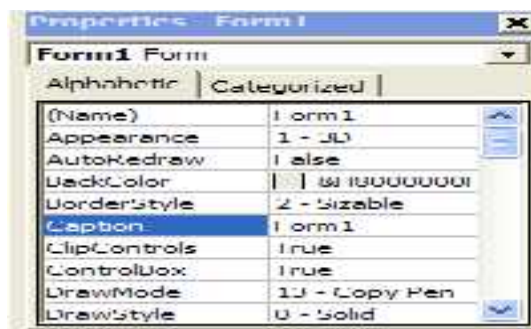 Properties - Form1
Form1 Form
Alphabetic Categorized
(Name) Form1
Appearance 1 - 3D
AutoRedraw False
BackColor &H8000000F
BorderStyle 2 - Sizable
Caption Form1
ClipControls True
ControlBox True
DrawMode 13 - Copy Pen
DrawStyle 0 - Solid